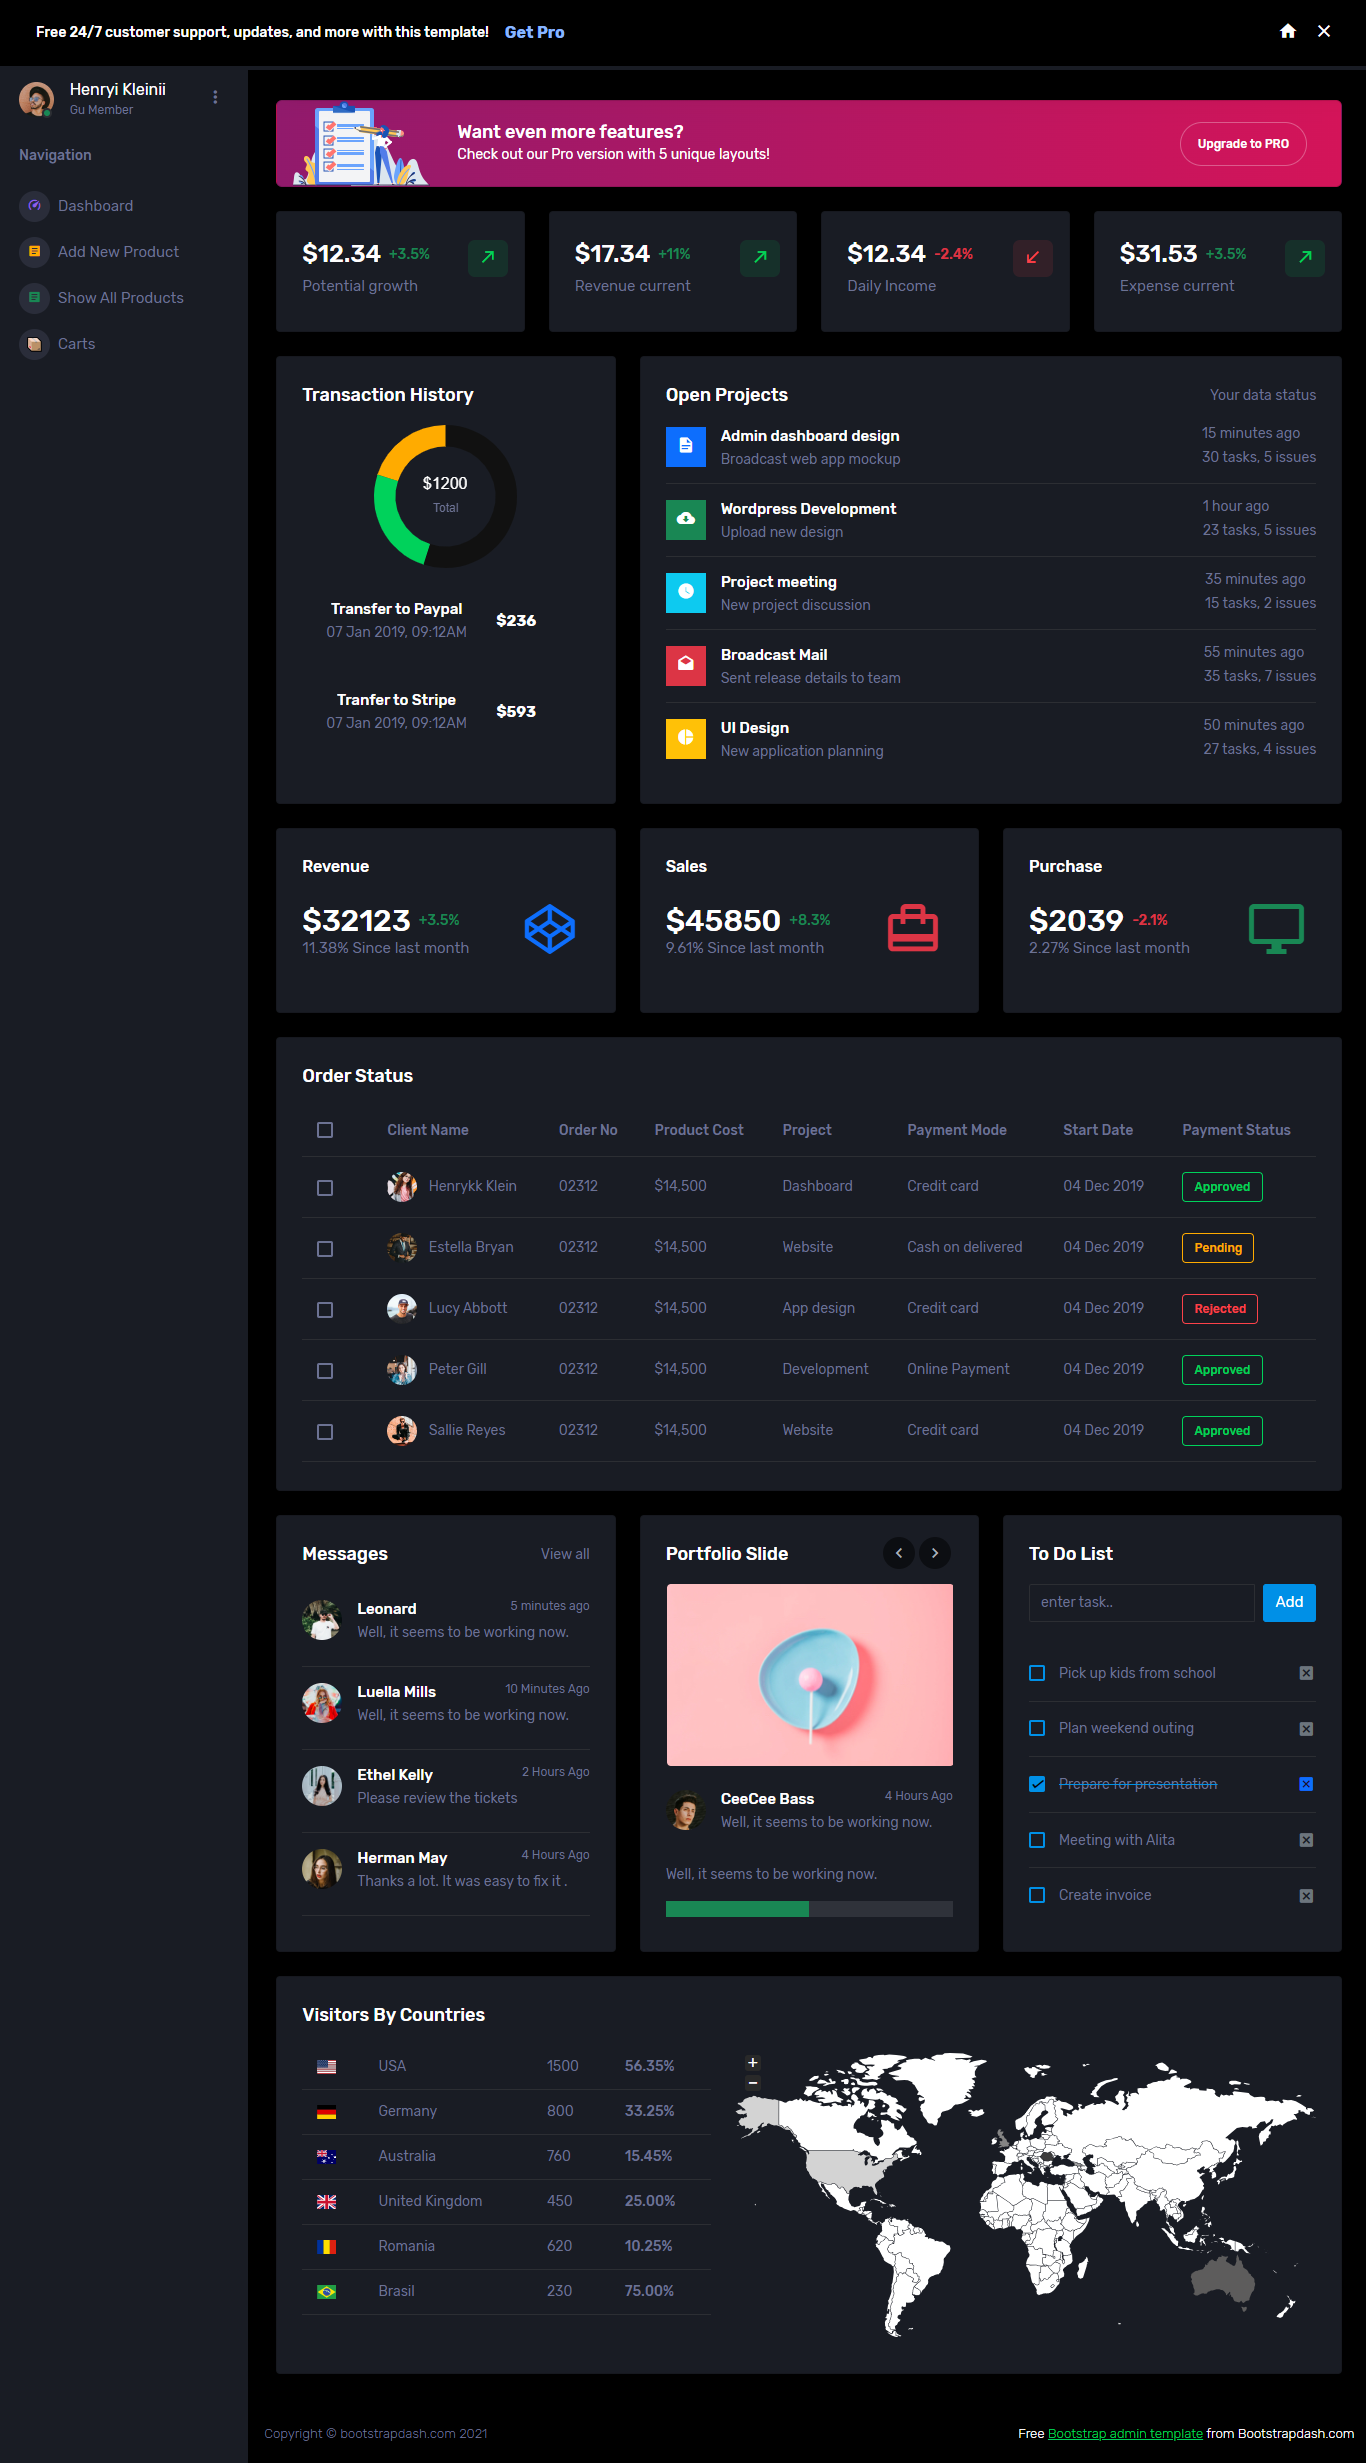 Free 24/7 customer support, updates, and more with this template! Get Pro
Henryi Kleinii
Gu Member
Navigation
Dashboard
Add New Product
Show All Products
Carts
Want even more features?
Check out our Pro version with 5 unique layouts!
Upgrade to PRO
$12.34 +3.5%
Potential growth
$17.34 +11%
Revenue current
$12.34 -2.4%
Daily Income
$31.53 +3.5%
Expense current
Transaction History
$1200
Total
Transfer to Paypal
07 Jan 2019, 09:12AM
$236
Tranfer to Stripe
07 Jan 2019, 09:12AM
$593
Open Projects
Your data status
Admin dashboard design
Broadcast web app mockup
15 minutes ago
30 tasks, 5 issues
Wordpress Development
Upload new design
1 hour ago
23 tasks, 5 issues
Project meeting
New project discussion
35 minutes ago
15 tasks, 2 issues
Broadcast Mail
Sent release details to team
55 minutes ago
35 tasks, 7 issues
UI Design
New application planning
50 minutes ago
27 tasks, 4 issues
Revenue
$32123 +3.5%
11.38% Since last month
Sales
$45850 +8.3%
9.61% Since last month
Purchase
$2039 -2.1%
2.27% Since last month
Order Status
Client Name Order No Product Cost Project Payment Mode Start Date Payment Status
Henrykk Klein 02312 $14,500 Dashboard Credit card 04 Dec 2019 Approved
Estella Bryan 02312 $14,500 Website Cash on delivered 04 Dec 2019 Pending
Lucy Abbott 02312 $14,500 App design Credit card 04 Dec 2019 Rejected
Peter Gill 02312 $14,500 Development Online Payment 04 Dec 2019 Approved
Sallie Reyes 02312 $14,500 Website Credit card 04 Dec 2019 Approved
Messages
View all
Leonard
5 minutes ago
Well, it seems to be working now.
Luella Mills
10 Minutes Ago
Well, it seems to be working now.
Ethel Kelly
2 Hours Ago
Please review the tickets
Herman May
4 Hours Ago
Thanks a lot. It was easy to fix it .
Portfolio Slide
CeeCee Bass
4 Hours Ago
Well, it seems to be working now.
Well, it seems to be working now.
To Do List
enter task..
Add
Pick up kids from school
Plan weekend outing
Prepare for presentation
Meeting with Alita
Create invoice
Visitors By Countries
USA 1500 56.35%
Germany 800 33.25%
Australia 760 15.45%
United Kingdom 450 25.00%
Romania 620 10.25%
Brasil 230 75.00%
+
−
Copyright © bootstrapdash.com 2021
Free Bootstrap admin template from Bootstrapdash.com